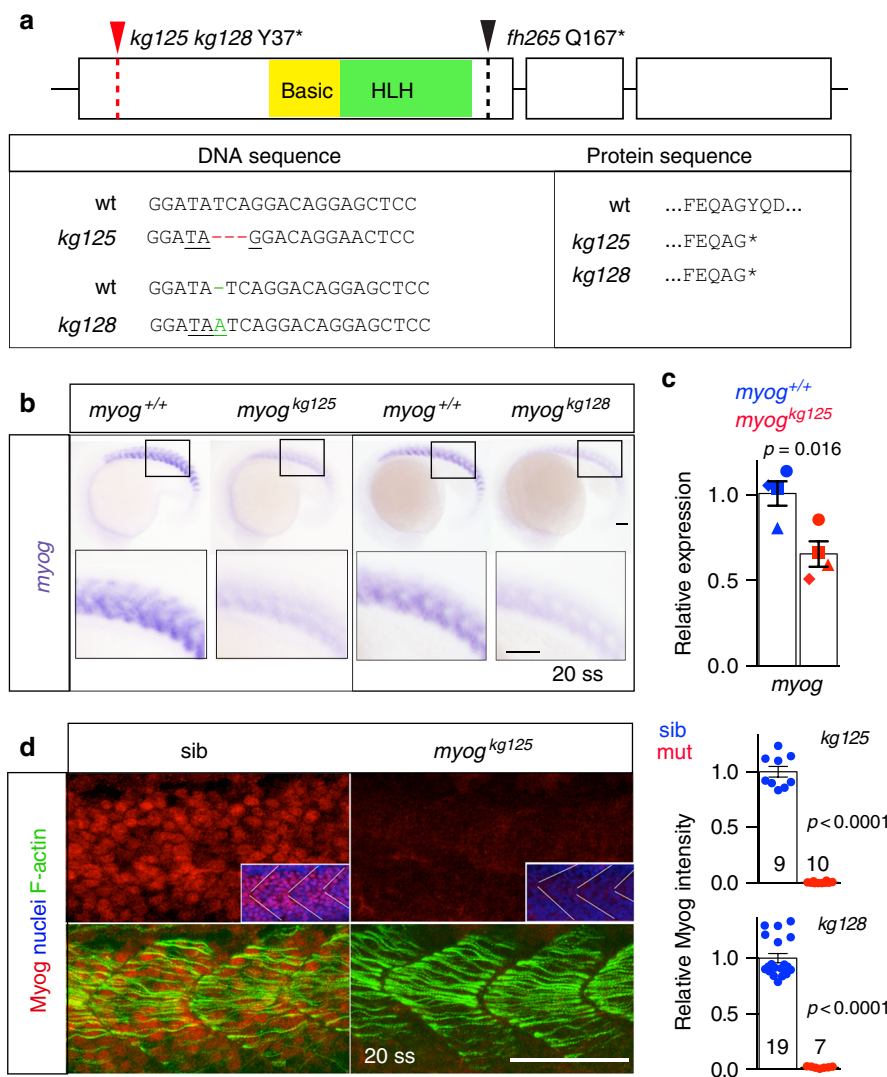 a
kg125 kg128 Y37*
fh265 Q167*
Basic
HLH
DNA sequence
Protein sequence
wt GGATATCAGGACAGGAGCTCC
...FEQAGYQD...
kg125 GGATA---GGACAGGAACTCC
kg125 ...FEQAG*
wt GGATA-TCAGGACAGGAGCTCC
kg128 ...FEQAG*
kg128 GGATAATCAGGACAGGAGCTCC
b
myog+/+
myogkg125
myog+/+
myogkg128
myog
20 ss
c
myog+/+
myogkg125
p = 0.016
Relative expression
1.0
0.5
0.0
myog
d
sib
myogkg125
Myog nuclei F-actin
20 ss
sib
mut
kg125
Relative Myog intensity
1.0
0.5
0.0
p < 0.0001
9
10
kg128
1.0
0.5
0.0
p < 0.0001
19
7